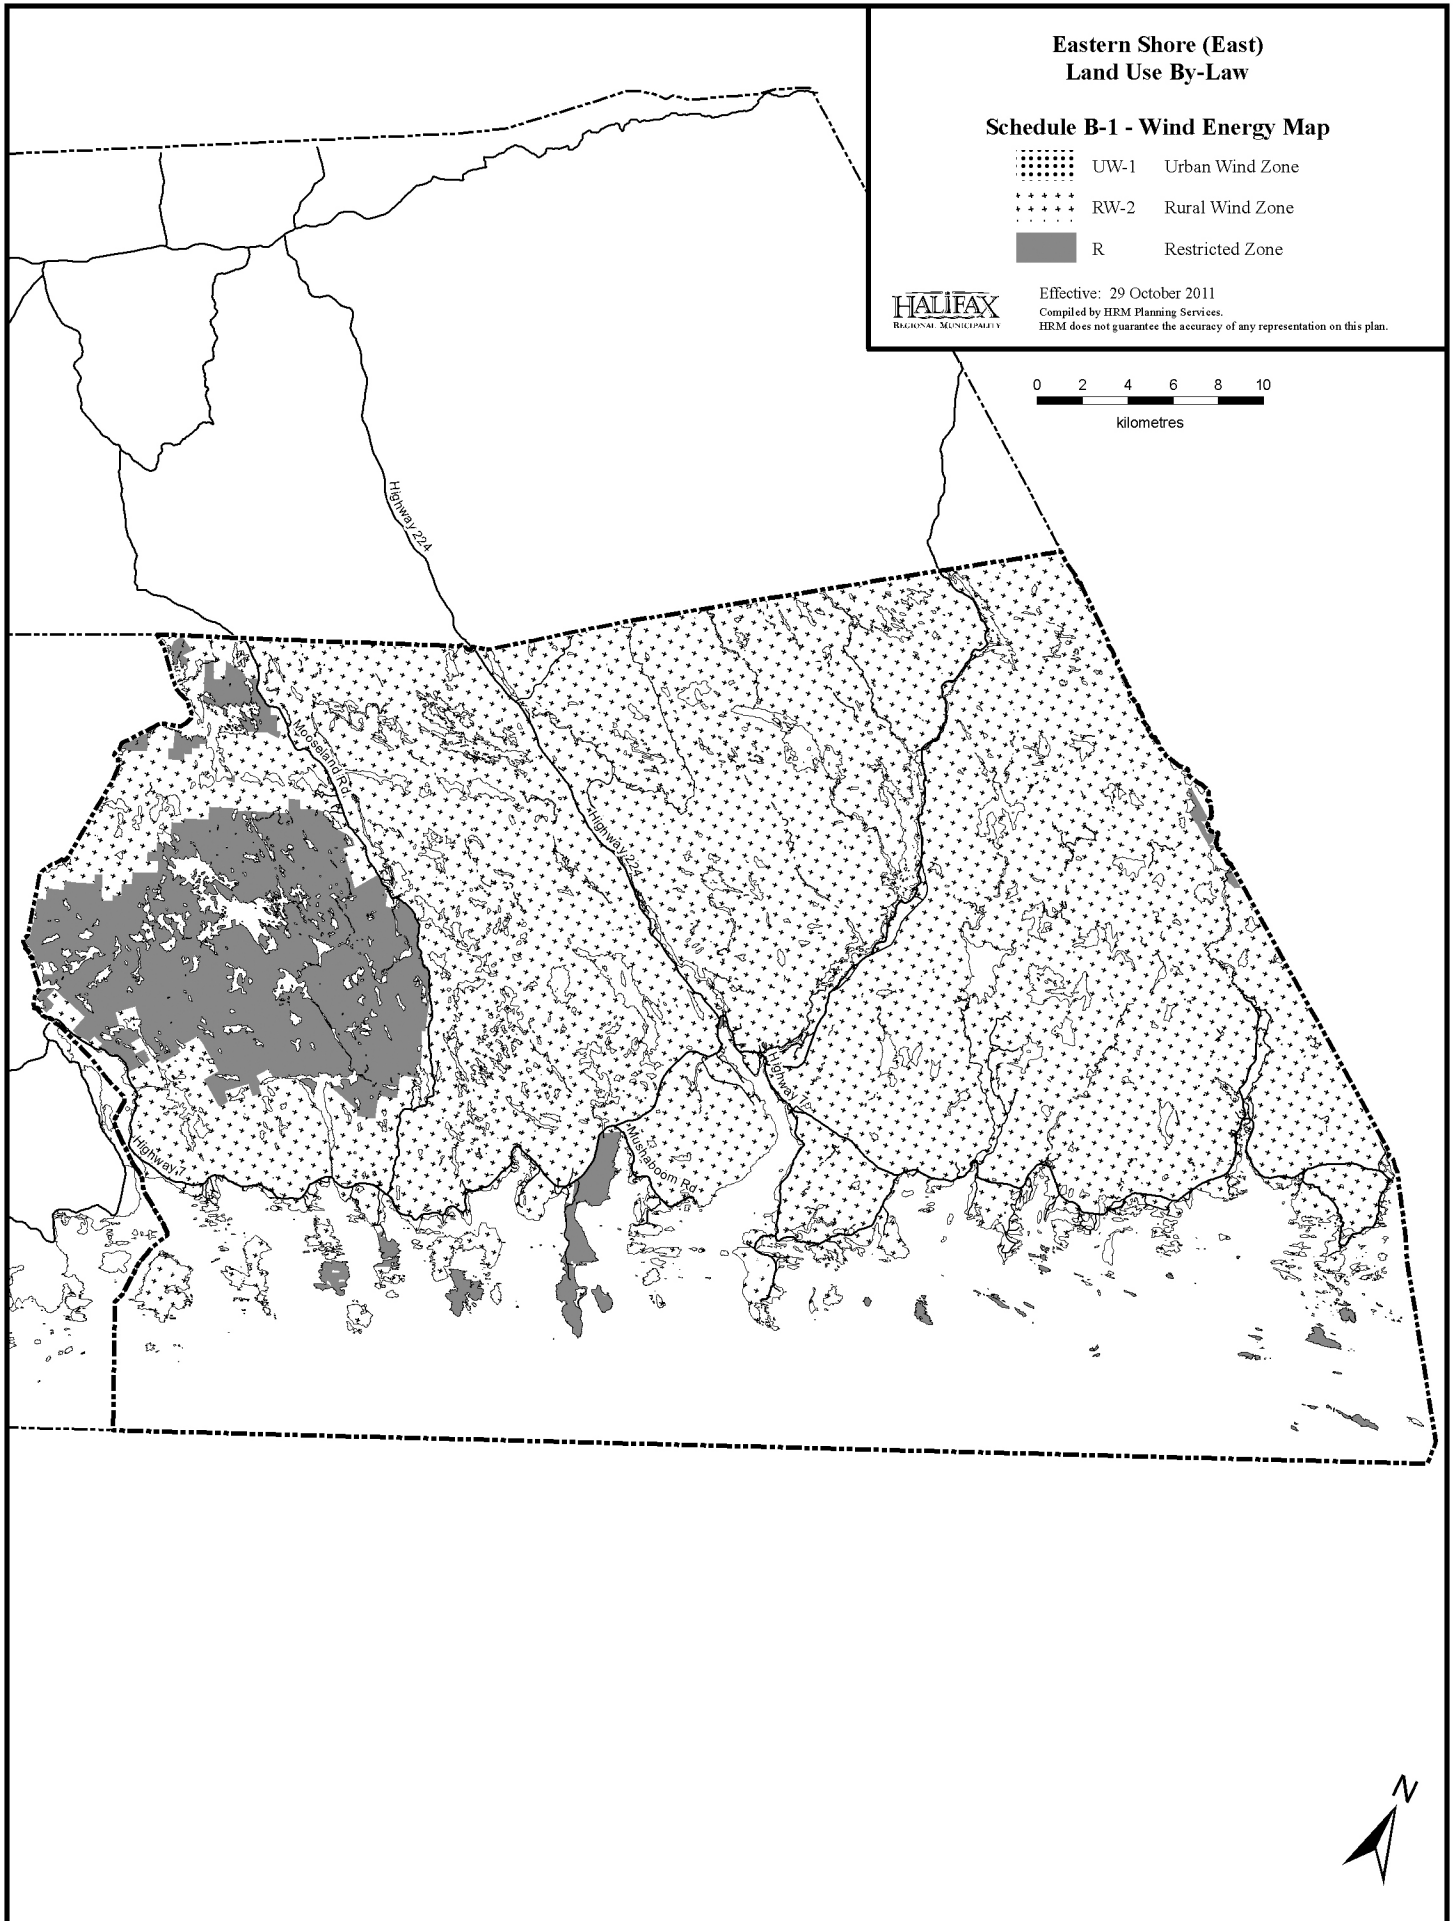 Eastern Shore (East)
Land Use By-Law
Schedule B-1 - Wind Energy Map
UW-1 Urban Wind Zone
RW-2 Rural Wind Zone
R Restricted Zone
HALIFAX
REGIONAL MUNICIPALITY
Effective: 29 October 2011
Compiled by HRM Planning Services.
HRM does not guarantee the accuracy of any representation on this plan.
0 2 4 6 8 10
kilometres
Highway 224
Mooseland Rd
Highway 224
Highway 7
Mushaboom Rd
Highway 7
N